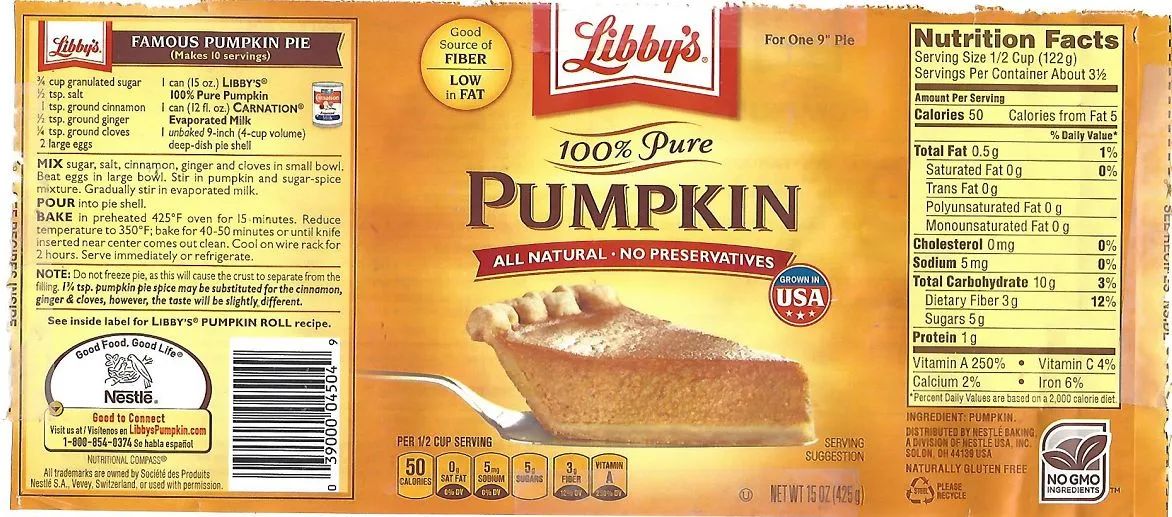 Libby's®
FAMOUS PUMPKIN PIE
(Makes 10 servings)
¾ cup granulated sugar
½ tsp. salt
1 tsp. ground cinnamon
½ tsp. ground ginger
¼ tsp. ground cloves
2 large eggs
1 can (15 oz.) LIBBY'S®
100% Pure Pumpkin
1 can (12 fl. oz.) CARNATION®
Evaporated Milk
1 unbaked 9-inch (4-cup volume)
deep-dish pie shell
MIX sugar, salt, cinnamon, ginger and cloves in small bowl.
Beat eggs in large bowl. Stir in pumpkin and sugar-spice
mixture. Gradually stir in evaporated milk.
POUR into pie shell.
BAKE in preheated 425°F oven for 15 minutes. Reduce
temperature to 350°F; bake for 40-50 minutes or until knife
inserted near center comes out clean. Cool on wire rack for
2 hours. Serve immediately or refrigerate.
NOTE: Do not freeze pie, as this will cause the crust to separate from the
filling. 1¾ tsp. pumpkin pie spice may be substituted for the cinnamon,
ginger & cloves, however, the taste will be slightly different.
See inside label for LIBBY'S® PUMPKIN ROLL recipe.
Good Food, Good Life®
Nestlé®
Good to Connect
Visit us at / Visítenos en LibbysPumpkin.com
1-800-854-0374 Se habla español
NUTRITIONAL COMPASS®
All trademarks are owned by Société des Produits
Nestlé S.A., Vevey, Switzerland, or used with permission.
0 39000 04504 9
Good
Source of
FIBER
LOW
in FAT
Libby's®
For One 9" Pie
100% Pure
PUMPKIN
ALL NATURAL · NO PRESERVATIVES
GROWN IN
USA
PER 1/2 CUP SERVING
50
CALORIES
0g
SAT FAT
0% DV
5mg
SODIUM
0% DV
5g
SUGARS
3g
FIBER
12% DV
VITAMIN
A
250% DV
SERVING
SUGGESTION
U
NET WT 15 OZ (425 g)
Nutrition Facts
Serving Size 1/2 Cup (122 g)
Servings Per Container About 3½
Amount Per Serving
Calories 50 Calories from Fat 5
% Daily Value*
Total Fat 0.5g 1%
Saturated Fat 0g 0%
Trans Fat 0g
Polyunsaturated Fat 0 g
Monounsaturated Fat 0 g
Cholesterol 0mg 0%
Sodium 5mg 0%
Total Carbohydrate 10g 3%
Dietary Fiber 3g 12%
Sugars 5g
Protein 1g
Vitamin A 250% • Vitamin C 4%
Calcium 2% • Iron 6%
*Percent Daily Values are based on a 2,000 calorie diet.
INGREDIENT: PUMPKIN.
DISTRIBUTED BY NESTLÉ BAKING
A DIVISION OF NESTLÉ USA, INC.
SOLON, OH 44139 USA
NATURALLY GLUTEN FREE
STEEL
PLEASE
RECYCLE
NO GMO
INGREDIENTS
TM